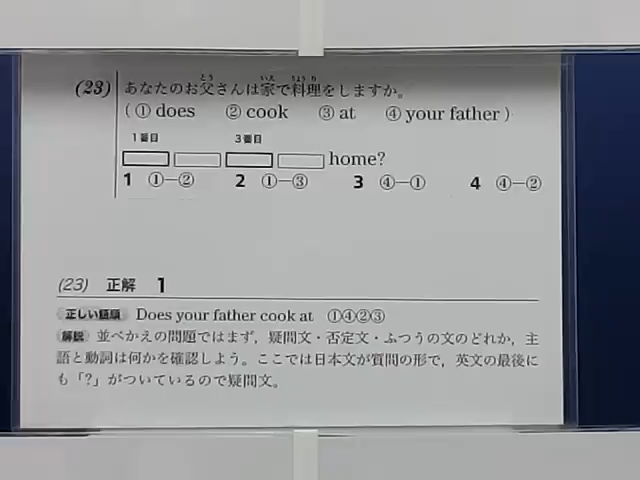 (23) あなたのお父さんは家で料理をしますか。
( ① does ② cook ③ at ④ your father )
1番目 3番目
home?
1 ①－② 2 ①－③ 3 ④－① 4 ④－②
(23) 正解 1
正しい語順 Does your father cook at ①④②③
解説 並べかえの問題ではまず，疑問文・否定文・ふつうの文のどれか，主
語と動詞は何かを確認しよう。ここでは日本文が質問の形で，英文の最後に
も「?」がついているので疑問文。